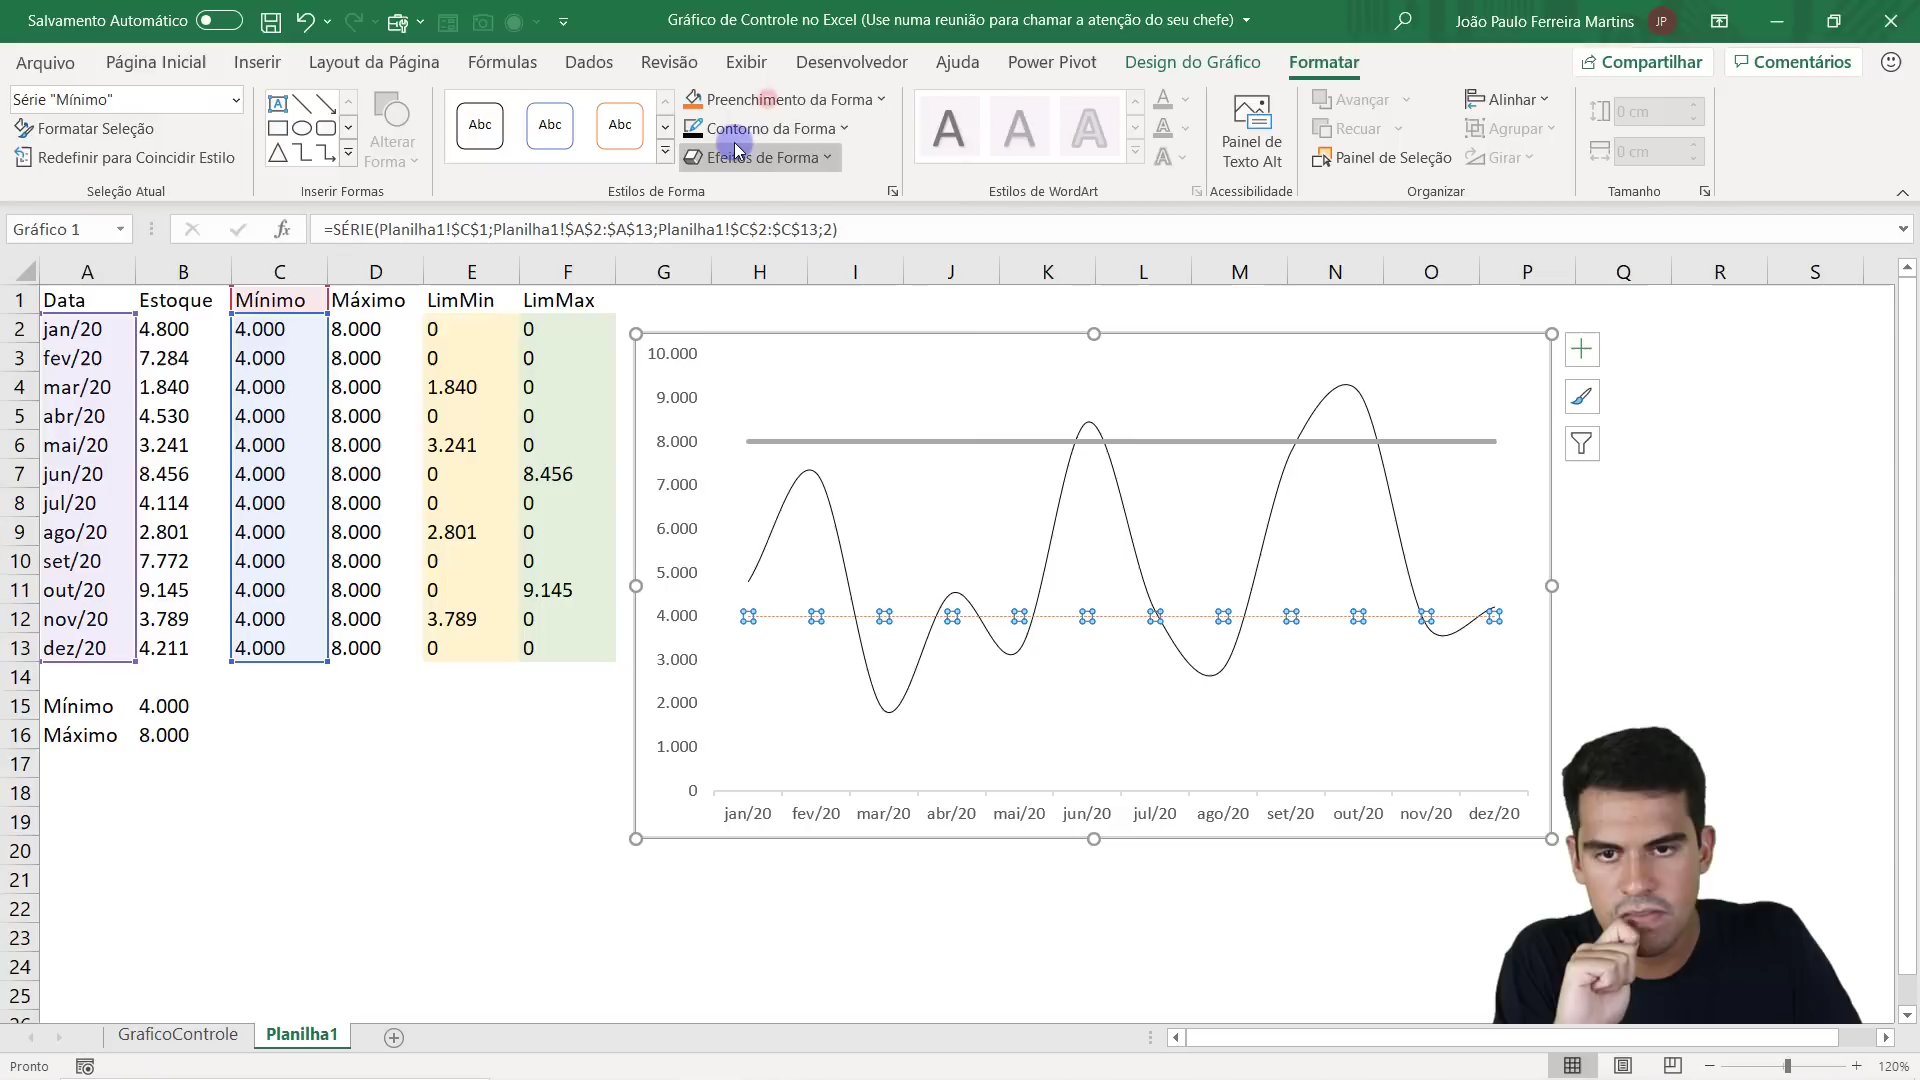 Salvamento Automático
Gráfico de Controle no Excel (Use numa reunião para chamar a atenção do seu chefe)
João Paulo Ferreira Martins
JP
Arquivo Página Inicial Inserir Layout da Página Fórmulas Dados Revisão Exibir Desenvolvedor Ajuda Power Pivot Design do Gráfico Formatar Compartilhar Comentários
Série "Mínimo"
Formatar Seleção
Redefinir para Coincidir Estilo
Seleção Atual
Alterar
Forma
Inserir Formas
Abc Abc Abc
Preenchimento da Forma
Contorno da Forma
Efeitos de Forma
Estilos de Forma
A A A
Estilos de WordArt
Painel de
Texto Alt
Acessibilidade
Avançar
Recuar
Painel de Seleção
Alinhar
Agrupar
Girar
Organizar
0 cm
0 cm
Tamanho
Gráfico 1
fx
=SÉRIE(Planilha1!$C$1;Planilha1!$A$2:$A$13;Planilha1!$C$2:$C$13;2)
A B C D E F G H I J K L M N O P Q R S
1 Data Estoque Mínimo Máximo LimMin LimMax
2 jan/20 4.800 4.000 8.000 0 0
3 fev/20 7.284 4.000 8.000 0 0
4 mar/20 1.840 4.000 8.000 1.840 0
5 abr/20 4.530 4.000 8.000 0 0
6 mai/20 3.241 4.000 8.000 3.241 0
7 jun/20 8.456 4.000 8.000 0 8.456
8 jul/20 4.114 4.000 8.000 0 0
9 ago/20 2.801 4.000 8.000 2.801 0
10 set/20 7.772 4.000 8.000 0 0
11 out/20 9.145 4.000 8.000 0 9.145
12 nov/20 3.789 4.000 8.000 3.789 0
13 dez/20 4.211 4.000 8.000 0 0
14
15 Mínimo 4.000
16 Máximo 8.000
17
18
19
20
21
22
23
24
25
10.000
9.000
8.000
7.000
6.000
5.000
4.000
3.000
2.000
1.000
0
jan/20 fev/20 mar/20 abr/20 mai/20 jun/20 jul/20 ago/20 set/20 out/20 nov/20 dez/20
GraficoControle Planilha1
Pronto
120%